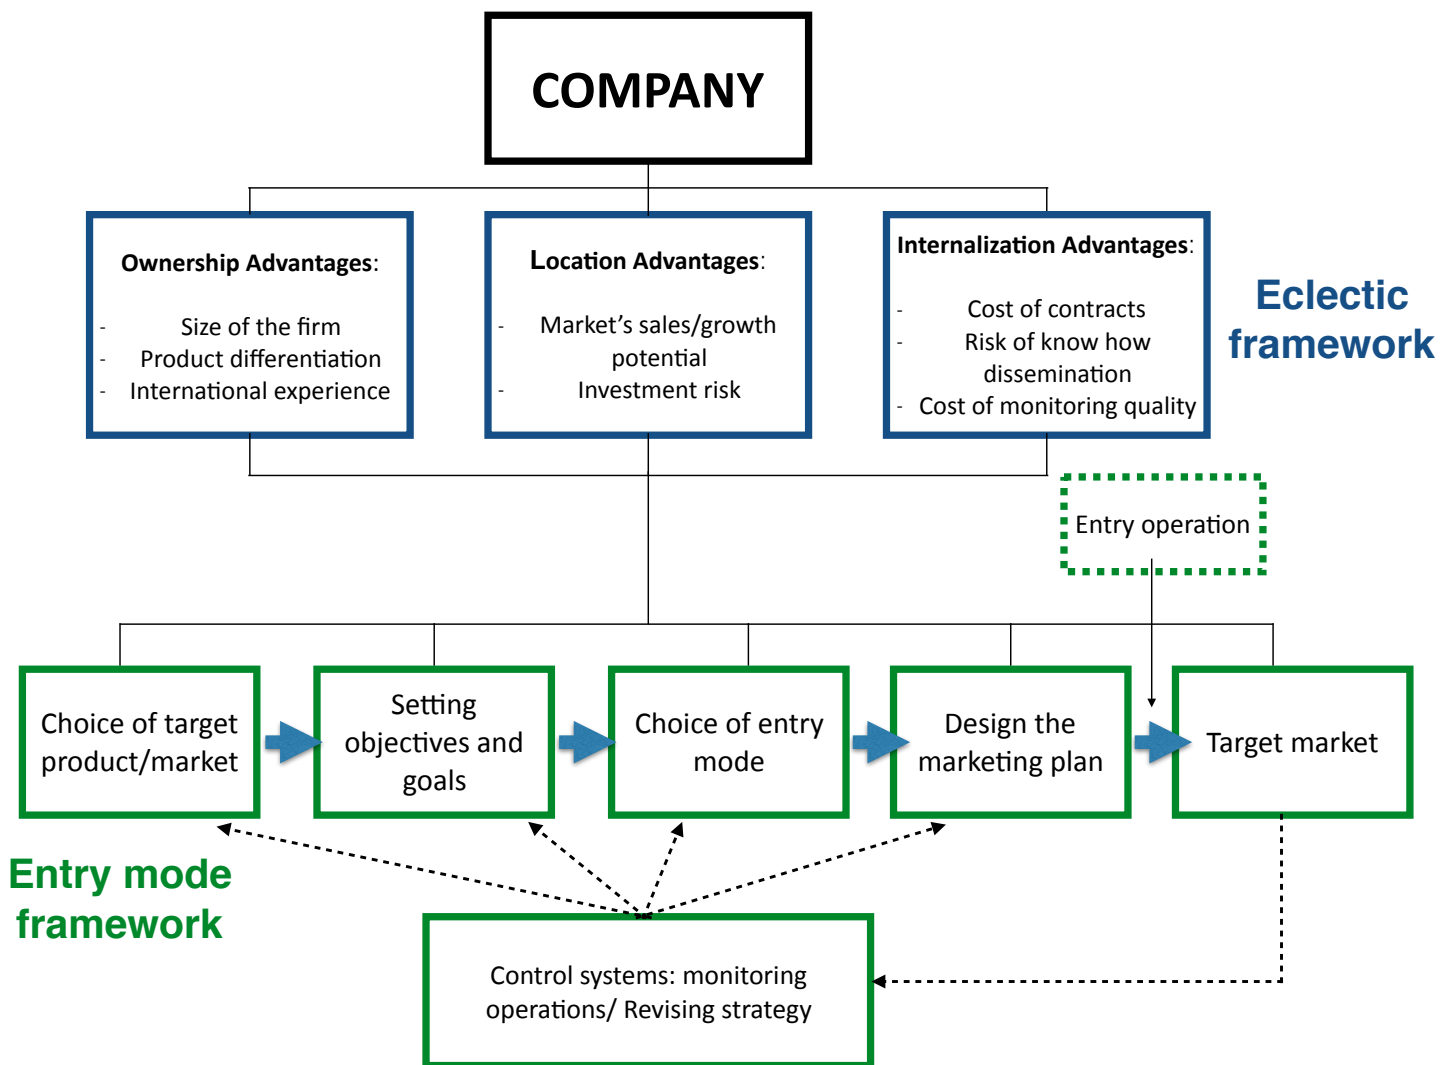 COMPANY
Ownership Advantages:
- Size of the firm
- Product differentiation
- International experience
Location Advantages:
- Market's sales/growth
potential
- Investment risk
Internalization Advantages:
- Cost of contracts
- Risk of know how
dissemination
- Cost of monitoring quality
Eclectic
framework
Entry operation
Choice of target
product/market
Setting
objectives and
goals
Choice of entry
mode
Design the
marketing plan
Target market
Entry mode
framework
Control systems: monitoring
operations/ Revising strategy